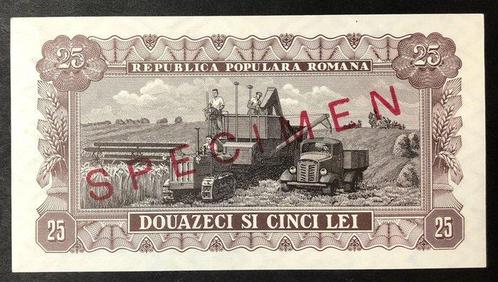 25 25
REPUBLICA POPULARA ROMANA
SPECIMEN
25 DOUAZECI SI CINCI LEI 25